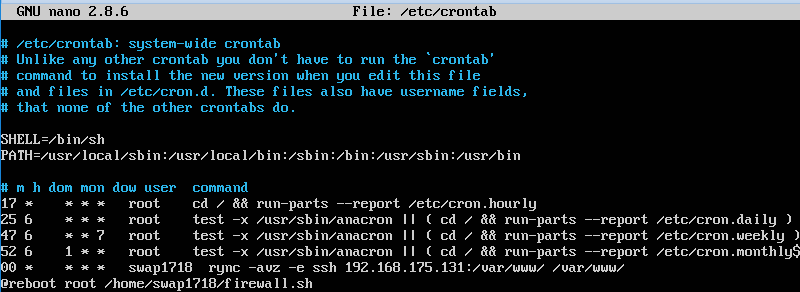 GNU nano 2.8.6 File: /etc/crontab
# /etc/crontab: system-wide crontab
# Unlike any other crontab you don't have to run the `crontab'
# command to install the new version when you edit this file
# and files in /etc/cron.d. These files also have username fields,
# that none of the other crontabs do.
SHELL=/bin/sh
PATH=/usr/local/sbin:/usr/local/bin:/sbin:/bin:/usr/sbin:/usr/bin
# m h dom mon dow user  command
17 *    * * *   root    cd / && run-parts --report /etc/cron.hourly
25 6    * * *   root    test -x /usr/sbin/anacron || ( cd / && run-parts --report /etc/cron.daily )
47 6    * * 7   root    test -x /usr/sbin/anacron || ( cd / && run-parts --report /etc/cron.weekly )
52 6    1 * *   root    test -x /usr/sbin/anacron || ( cd / && run-parts --report /etc/cron.monthly$
00 *    * * *   swap1718  rync -avz -e ssh 192.168.175.131:/var/www/ /var/www/
@reboot root /home/swap1718/firewall.sh